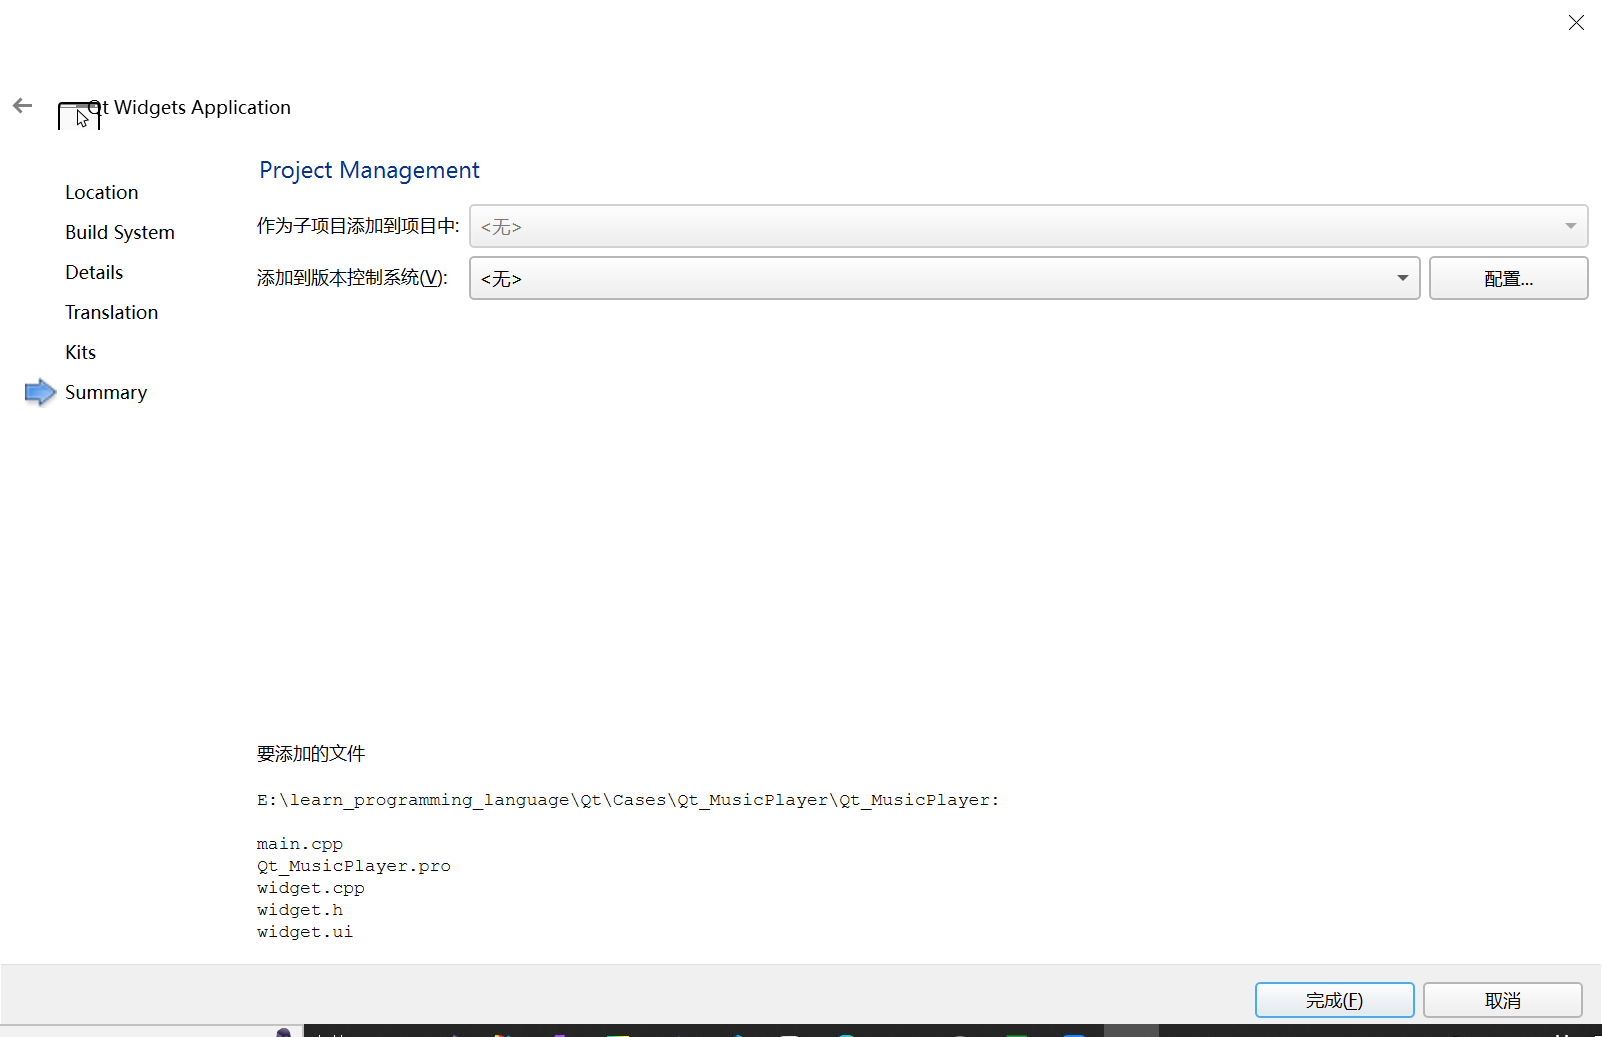 Qt Widgets Application
Location
Build System
Details
Translation
Kits
Summary
Project Management
作为子项目添加到项目中: <无>
添加到版本控制系统(V): <无> 配置...
要添加的文件
E:\learn_programming_language\Qt\Cases\Qt_MusicPlayer\Qt_MusicPlayer:
main.cpp
Qt_MusicPlayer.pro
widget.cpp
widget.h
widget.ui
完成(F) 取消